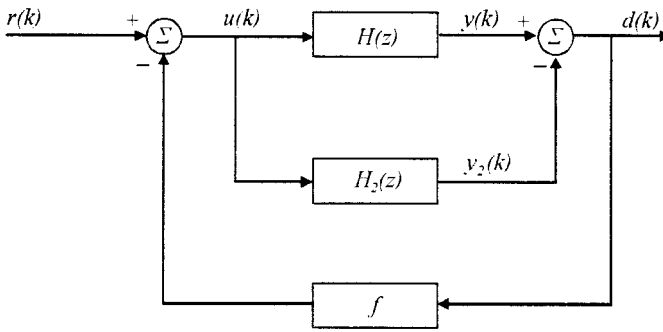 r(k)
+
Σ
−
u(k)
H(z)
y(k)
+
Σ
−
d(k)
H₂(z)
y₂(k)
f